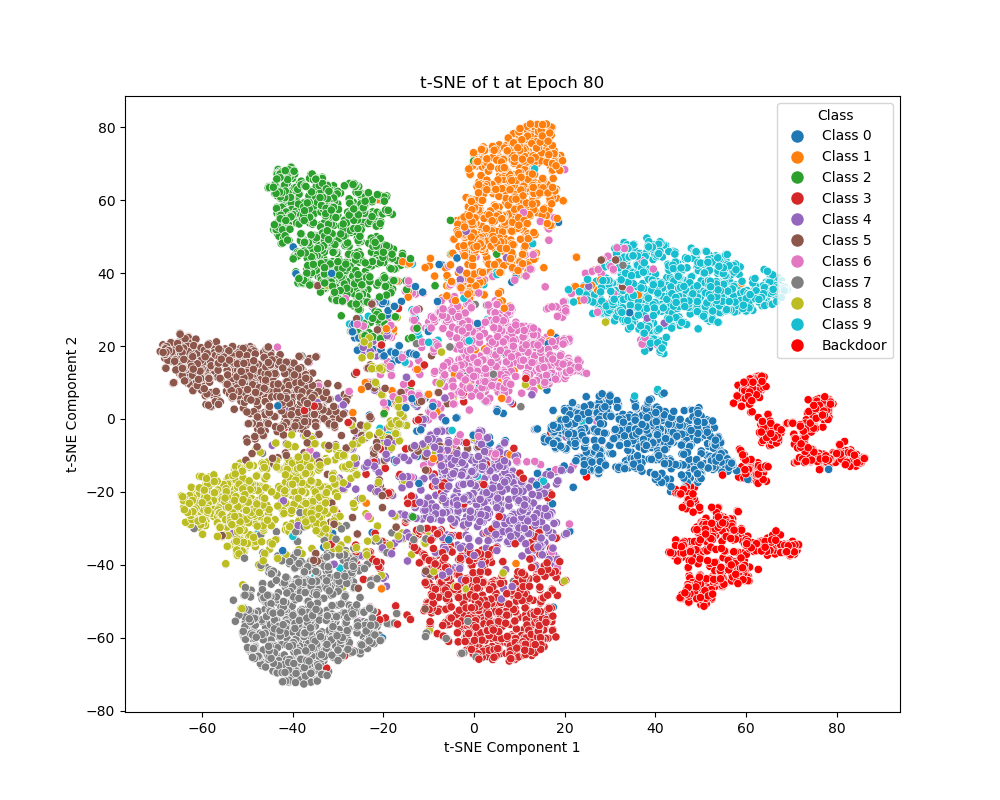 t-SNE of t at Epoch 80
Class
Class 0
Class 1
Class 2
Class 3
Class 4
Class 5
Class 6
Class 7
Class 8
Class 9
Backdoor
t-SNE Component 2
80
60
40
20
0
−20
−40
−60
−80
−60 −40 −20 0 20 40 60 80
t-SNE Component 1